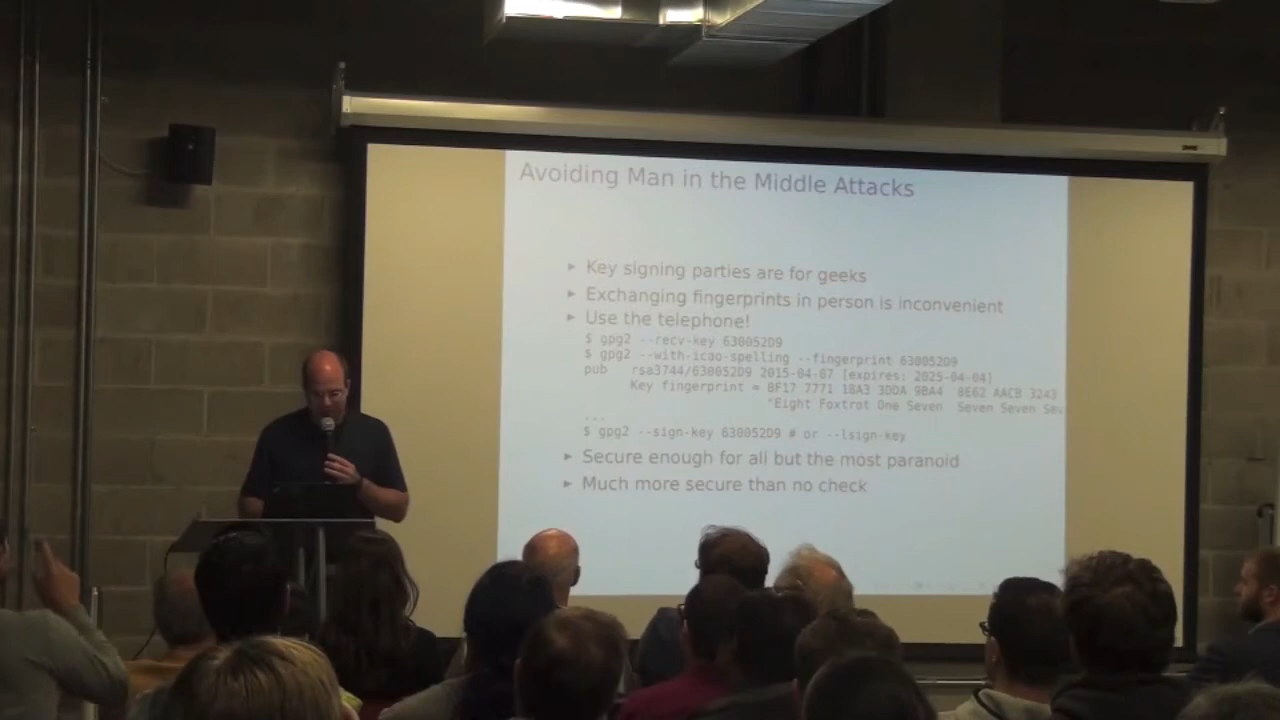 Avoiding Man in the Middle Attacks
▸ Key signing parties are for geeks
▸ Exchanging fingerprints in person is inconvenient
▸ Use the telephone!
$ gpg2 --recv-key 630052D9
$ gpg2 --with-icao-spelling --fingerprint 630052D9
pub rsa3744/630052D9 2015-04-07 [expires: 2025-04-04]
Key fingerprint = 8F17 7771 18A3 3DDA 9BA4 8E62 AACB 3243
"Eight Foxtrot One Seven Seven Seven Sev
...
$ gpg2 --sign-key 630052D9 # or --lsign-key
▸ Secure enough for all but the most paranoid
▸ Much more secure than no check